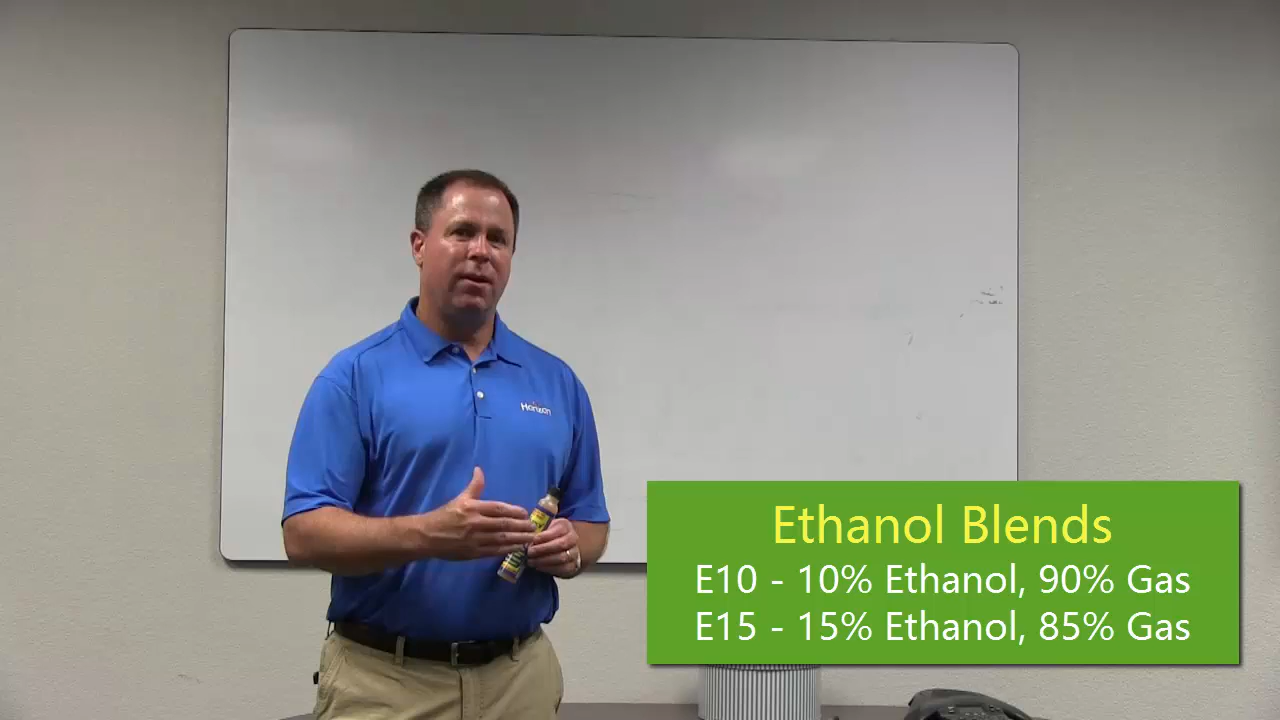 Horizon
Ethanol Blends
E10 - 10% Ethanol, 90% Gas
E15 - 15% Ethanol, 85% Gas